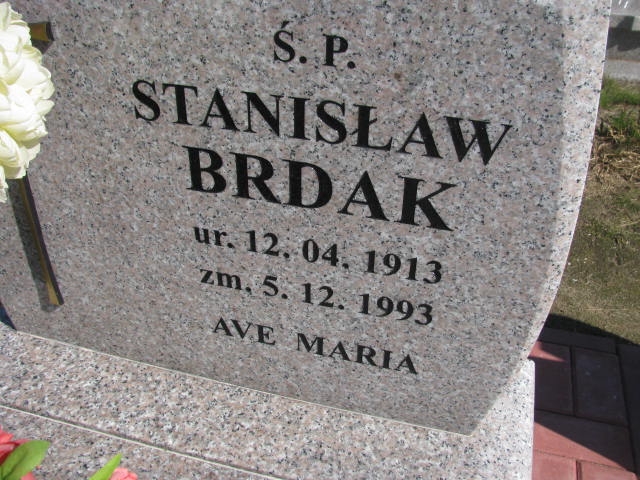 Ś. P.
STANISŁAW
BRDAK
ur. 12. 04. 1913
zm. 5. 12. 1993
AVE MARIA